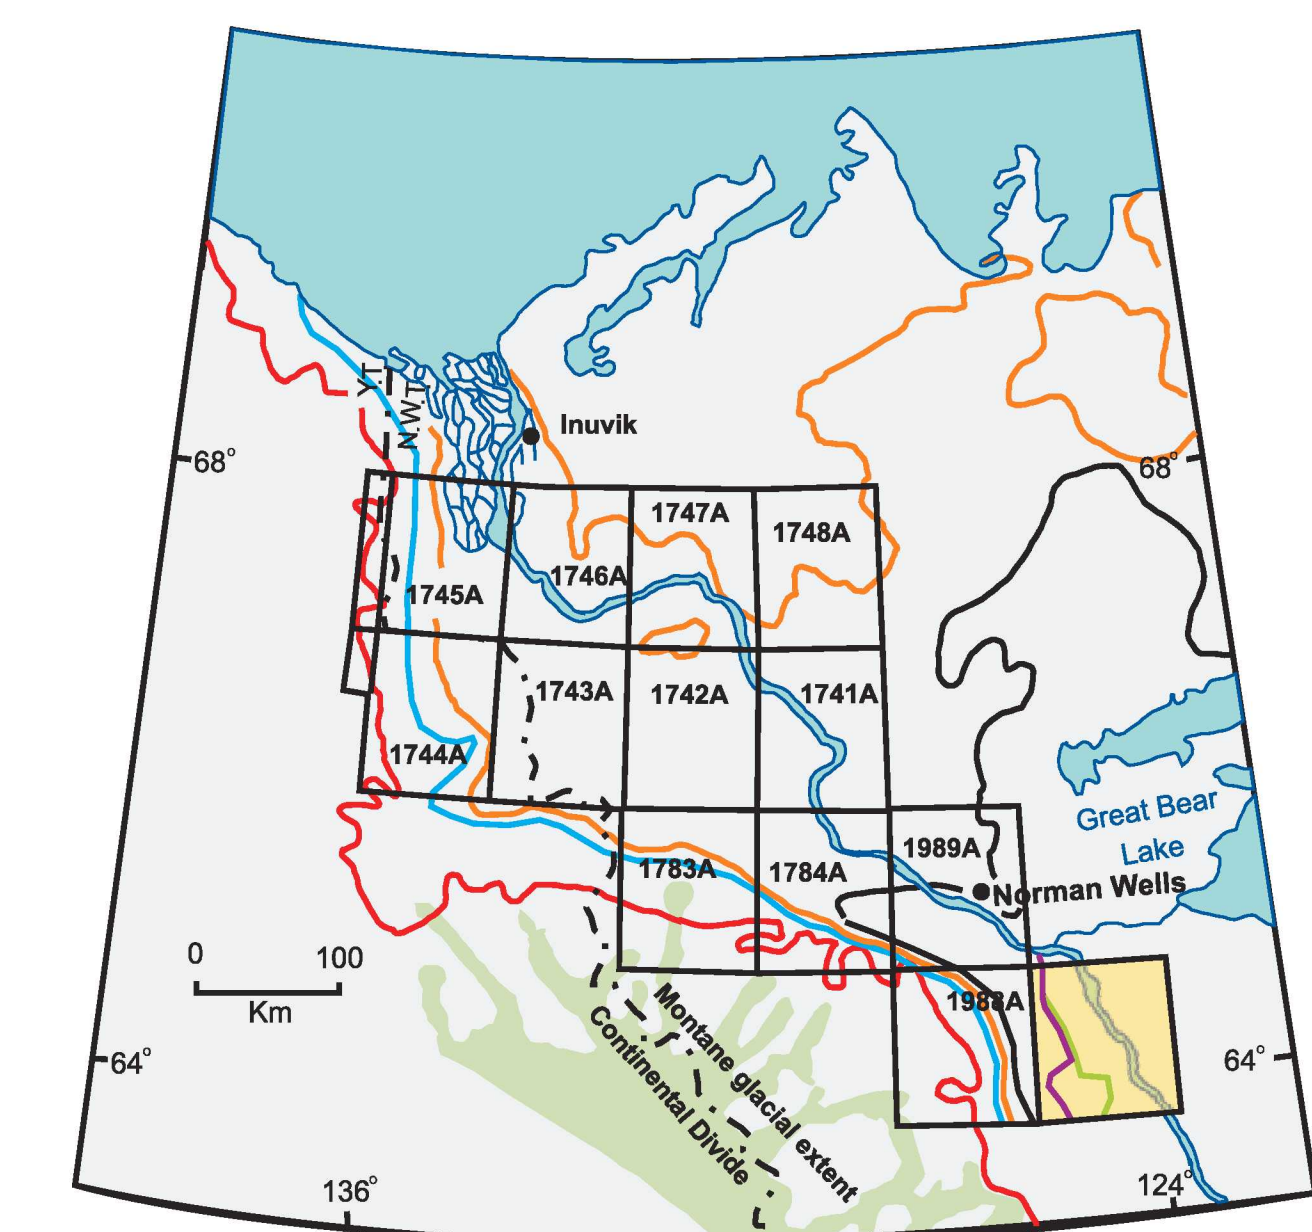 Y.T.
N.W.T.
Inuvik
68°
68°
1747A
1748A
1746A
1745A
1743A
1742A
1741A
1744A
Great Bear
Lake
1989A
1783A
1784A
Norman Wells
0 100
Km
1988A
Montane glacial extent
Continental Divide
64°
64°
136°
124°